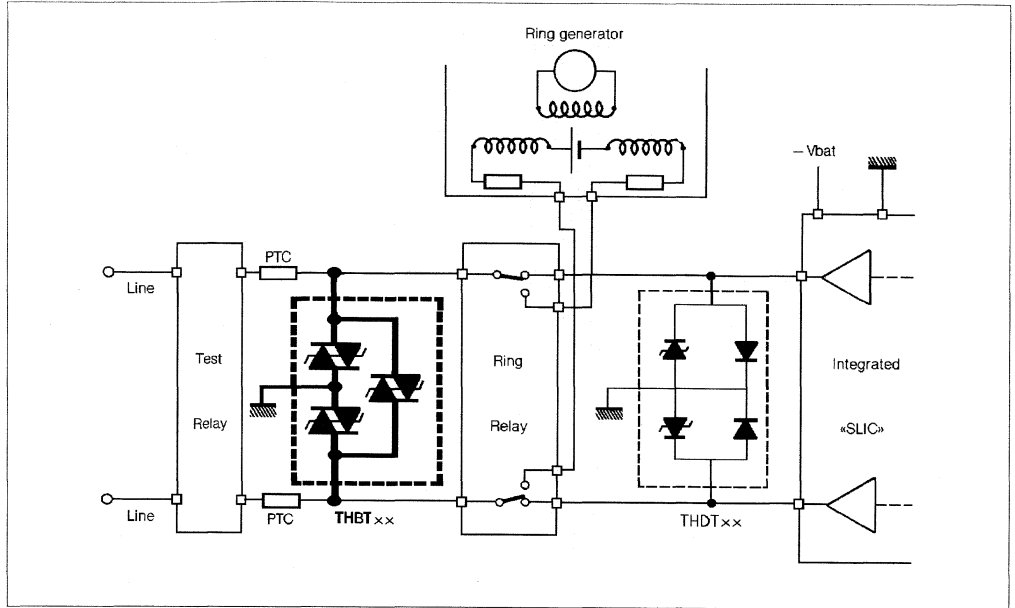 Ring generator
– Vbat
PTC
Line
Test
Relay
Ring
Relay
Integrated
«SLIC»
Line
PTC
THBT××
THDT××